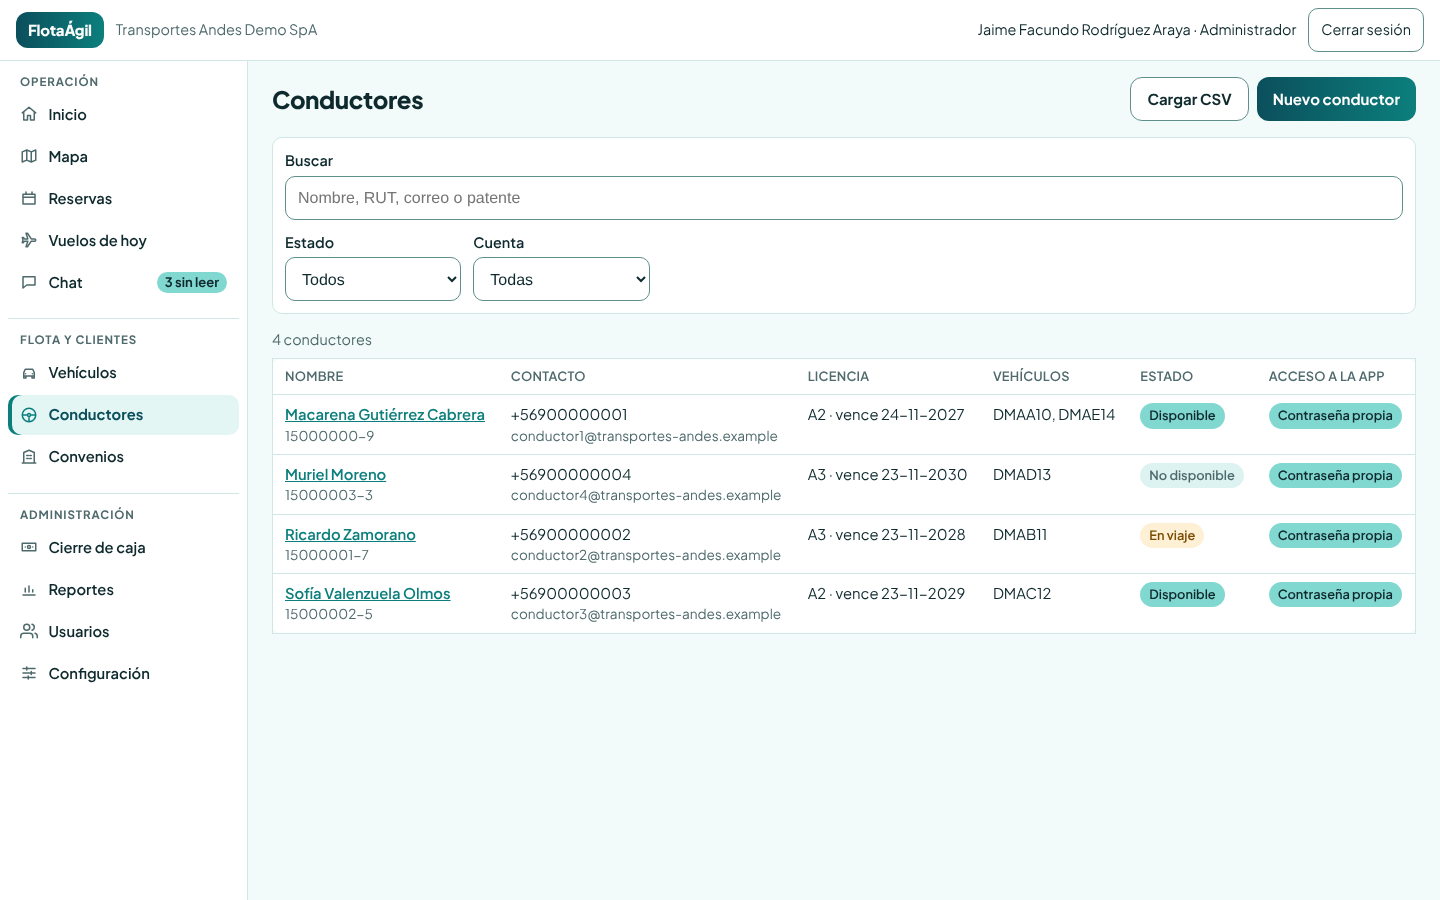 FlotaÁgil Transportes Andes Demo SpA Jaime Facundo Rodríguez Araya · Administrador Cerrar sesión
OPERACIÓN
Inicio
Mapa
Reservas
Vuelos de hoy
Chat 3 sin leer
FLOTA Y CLIENTES
Vehículos
Conductores
Convenios
ADMINISTRACIÓN
Cierre de caja
Reportes
Usuarios
Configuración
Conductores Cargar CSV Nuevo conductor
Buscar
Nombre, RUT, correo o patente
Estado Cuenta
Todos Todas
4 conductores
NOMBRE CONTACTO LICENCIA VEHÍCULOS ESTADO ACCESO A LA APP
Macarena Gutiérrez Cabrera +56900000001 A2 · vence 24-11-2027 DMAA10, DMAE14 Disponible Contraseña propia
15000000-9 conductor1@transportes-andes.example
Muriel Moreno +56900000004 A3 · vence 23-11-2030 DMAD13 No disponible Contraseña propia
15000003-3 conductor4@transportes-andes.example
Ricardo Zamorano +56900000002 A3 · vence 23-11-2028 DMAB11 En viaje Contraseña propia
15000001-7 conductor2@transportes-andes.example
Sofía Valenzuela Olmos +56900000003 A2 · vence 23-11-2029 DMAC12 Disponible Contraseña propia
15000002-5 conductor3@transportes-andes.example